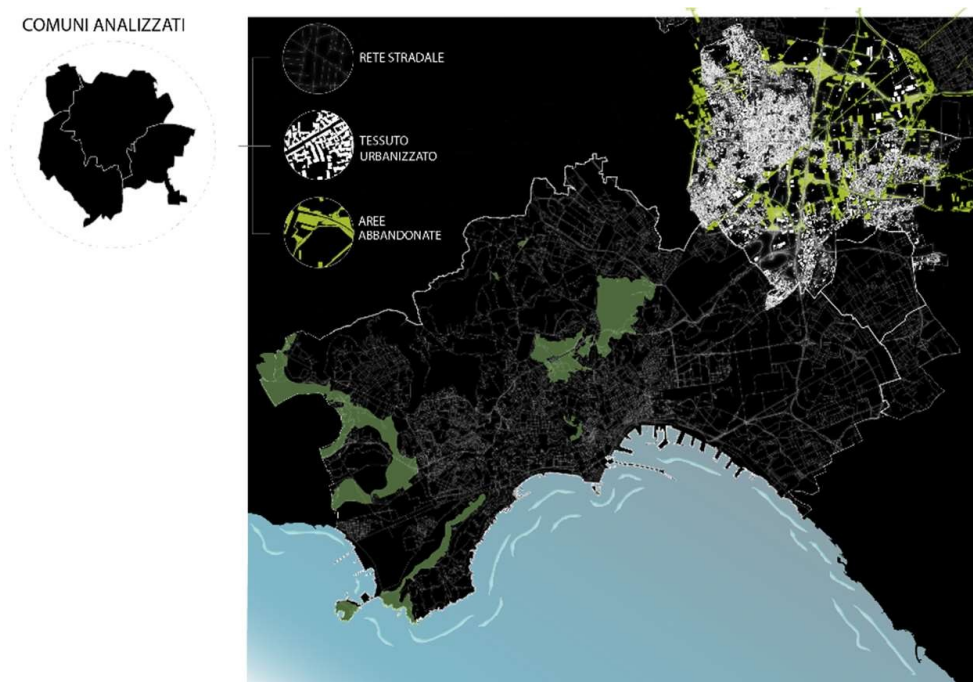 COMUNI ANALIZZATI
RETE STRADALE
TESSUTO
URBANIZZATO
AREE
ABBANDONATE